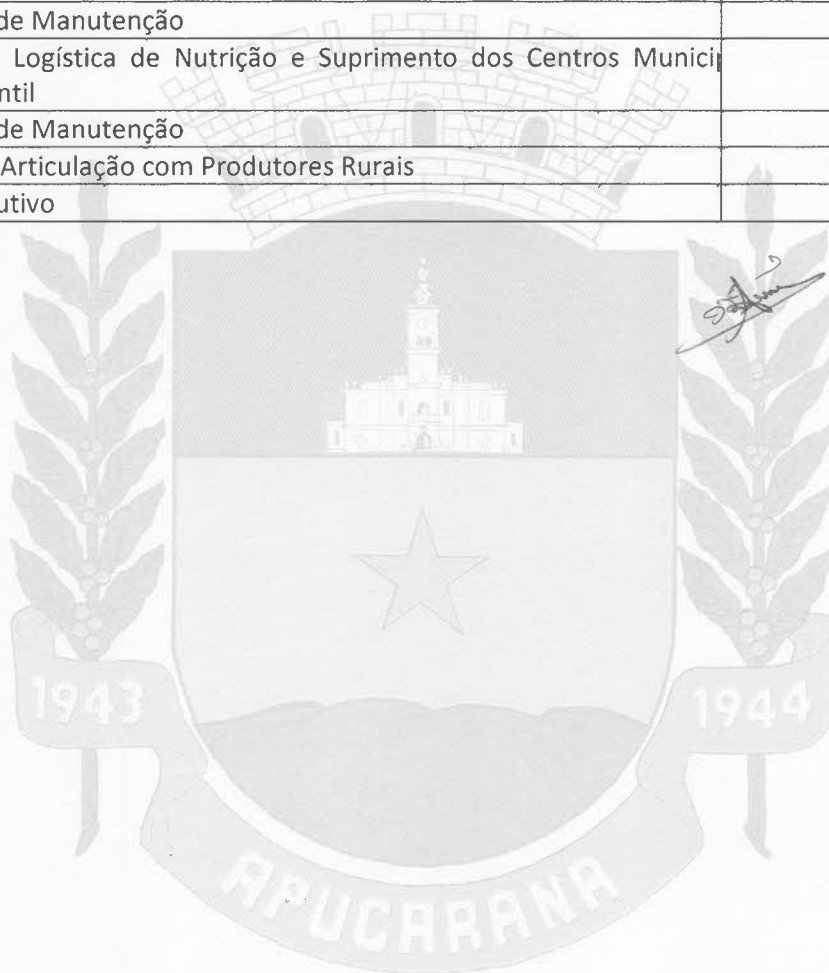 de Manutenção
Logística de Nutrição e Suprimento dos Centros Munici
ntil
de Manutenção
Articulação com Produtores Rurais
utivo
1943
1944
APUCARANA